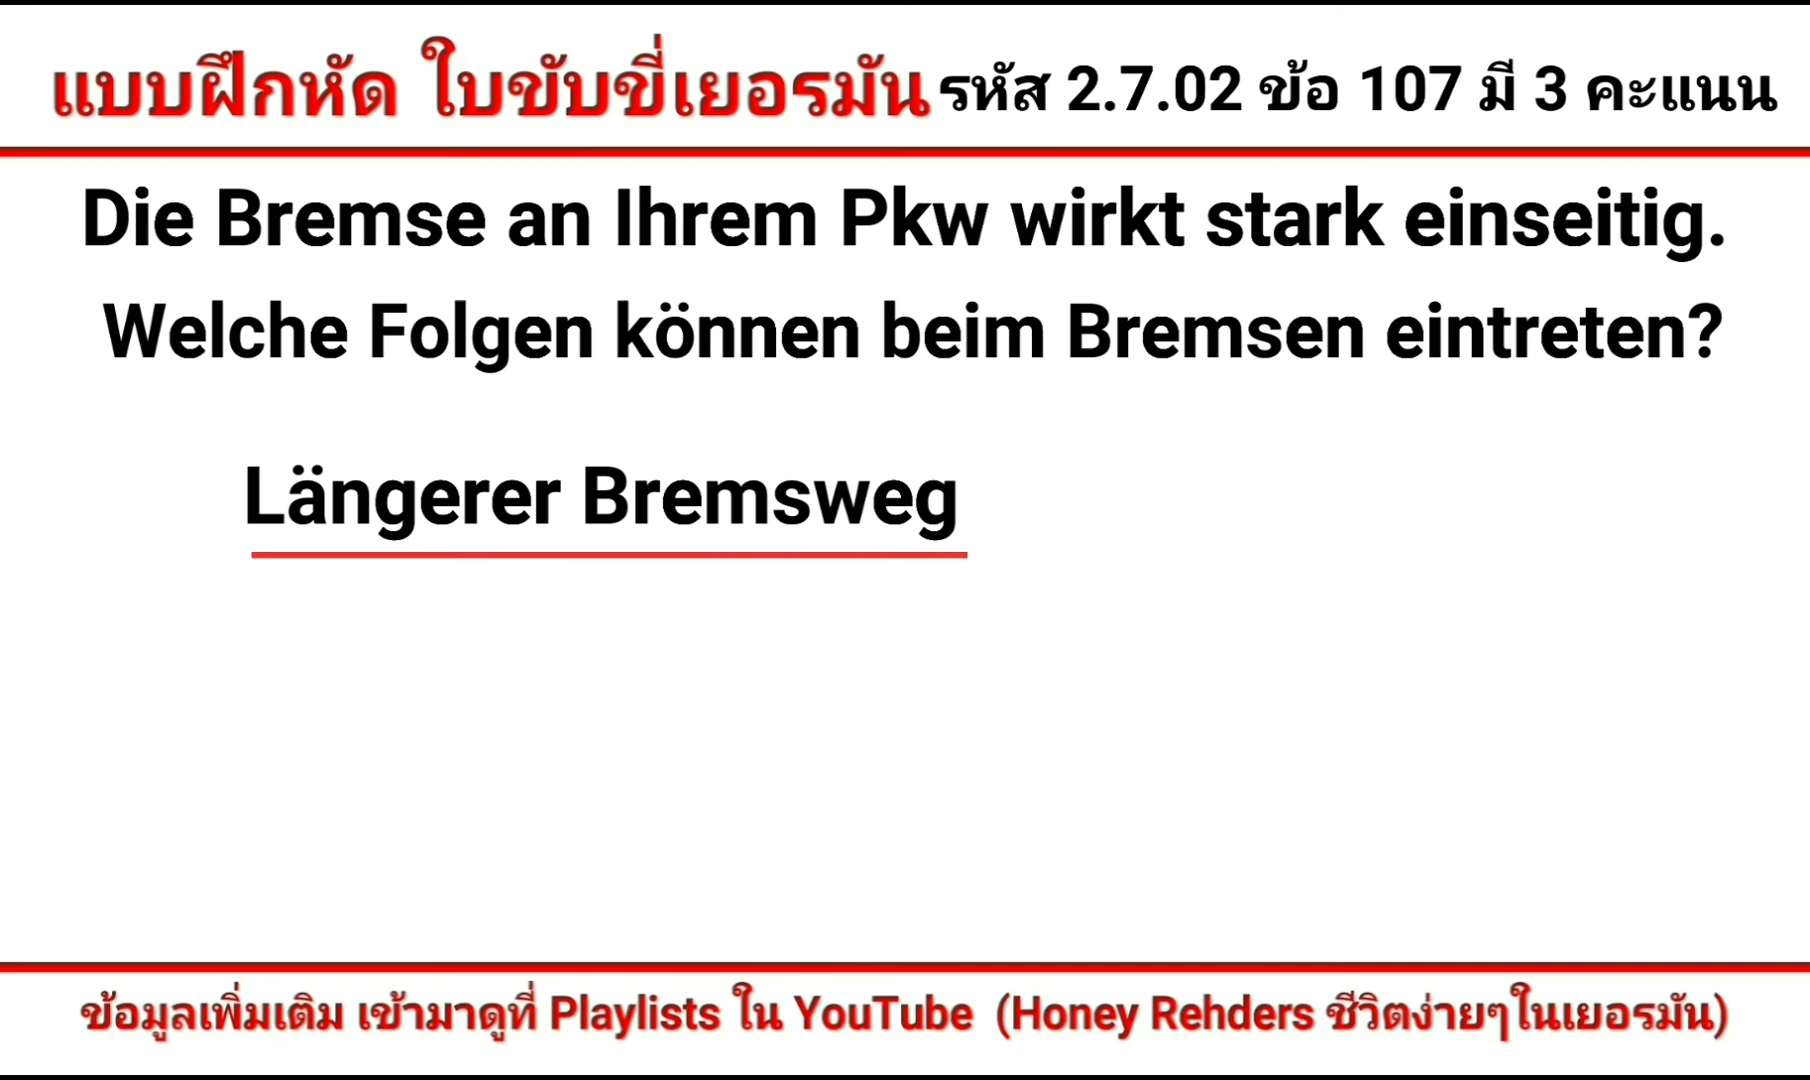 แบบฝึกหัด ใบขับขี่เยอรมัน รหัส 2.7.02 ข้อ 107 มี 3 คะแนน
Die Bremse an Ihrem Pkw wirkt stark einseitig.
Welche Folgen können beim Bremsen eintreten?
Längerer Bremsweg
ข้อมูลเพิ่มเติม เข้ามาดูที่ Playlists ใน YouTube (Honey Rehders ชีวิตง่ายๆในเยอรมัน)